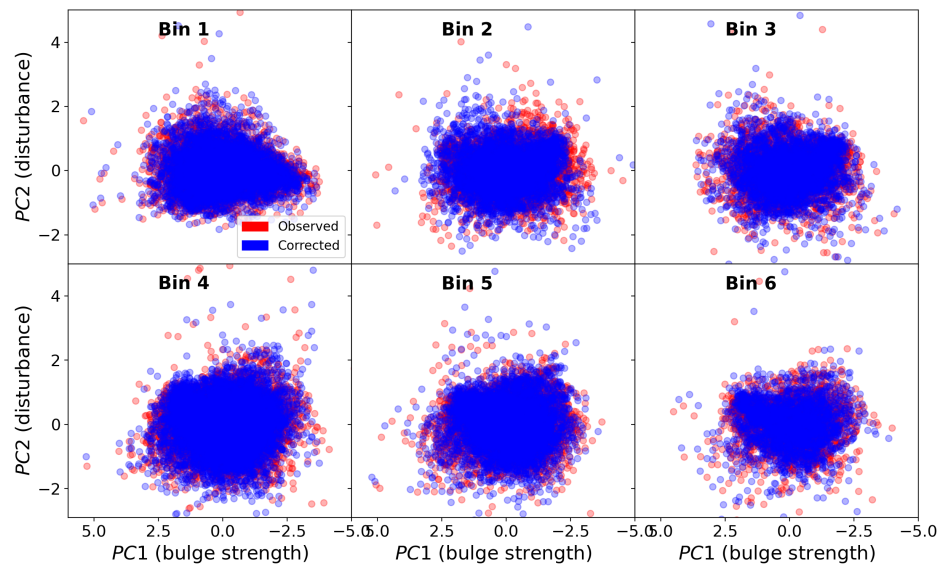 Bin 1
Bin 2
Bin 3
4
2
0
−2
PC2 (disturbance)
Observed
Corrected
Bin 4
Bin 5
Bin 6
4
2
0
−2
PC2 (disturbance)
5.0 2.5 0.0 −2.5 −5.0
5.0 2.5 0.0 −2.5 −5.0
5.0 2.5 0.0 −2.5 −5.0
PC1 (bulge strength)
PC1 (bulge strength)
PC1 (bulge strength)